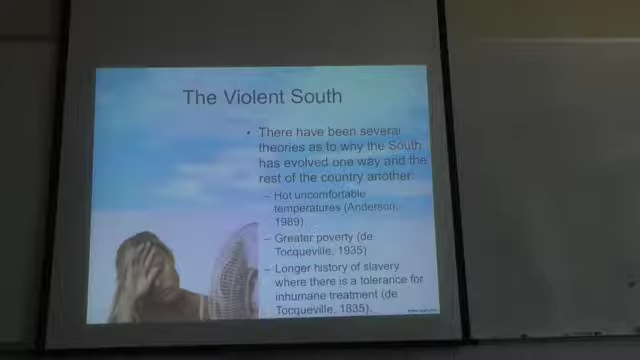 The Violent South
• There have been several
theories as to why the South
has evolved one way and the
rest of the country another:
– Hot uncomfortable
temperatures (Anderson,
1989)
– Greater poverty (de
Tocqueville, 1935)
– Longer history of slavery
where there is a tolerance for
inhumane treatment (de
Tocqueville, 1835).